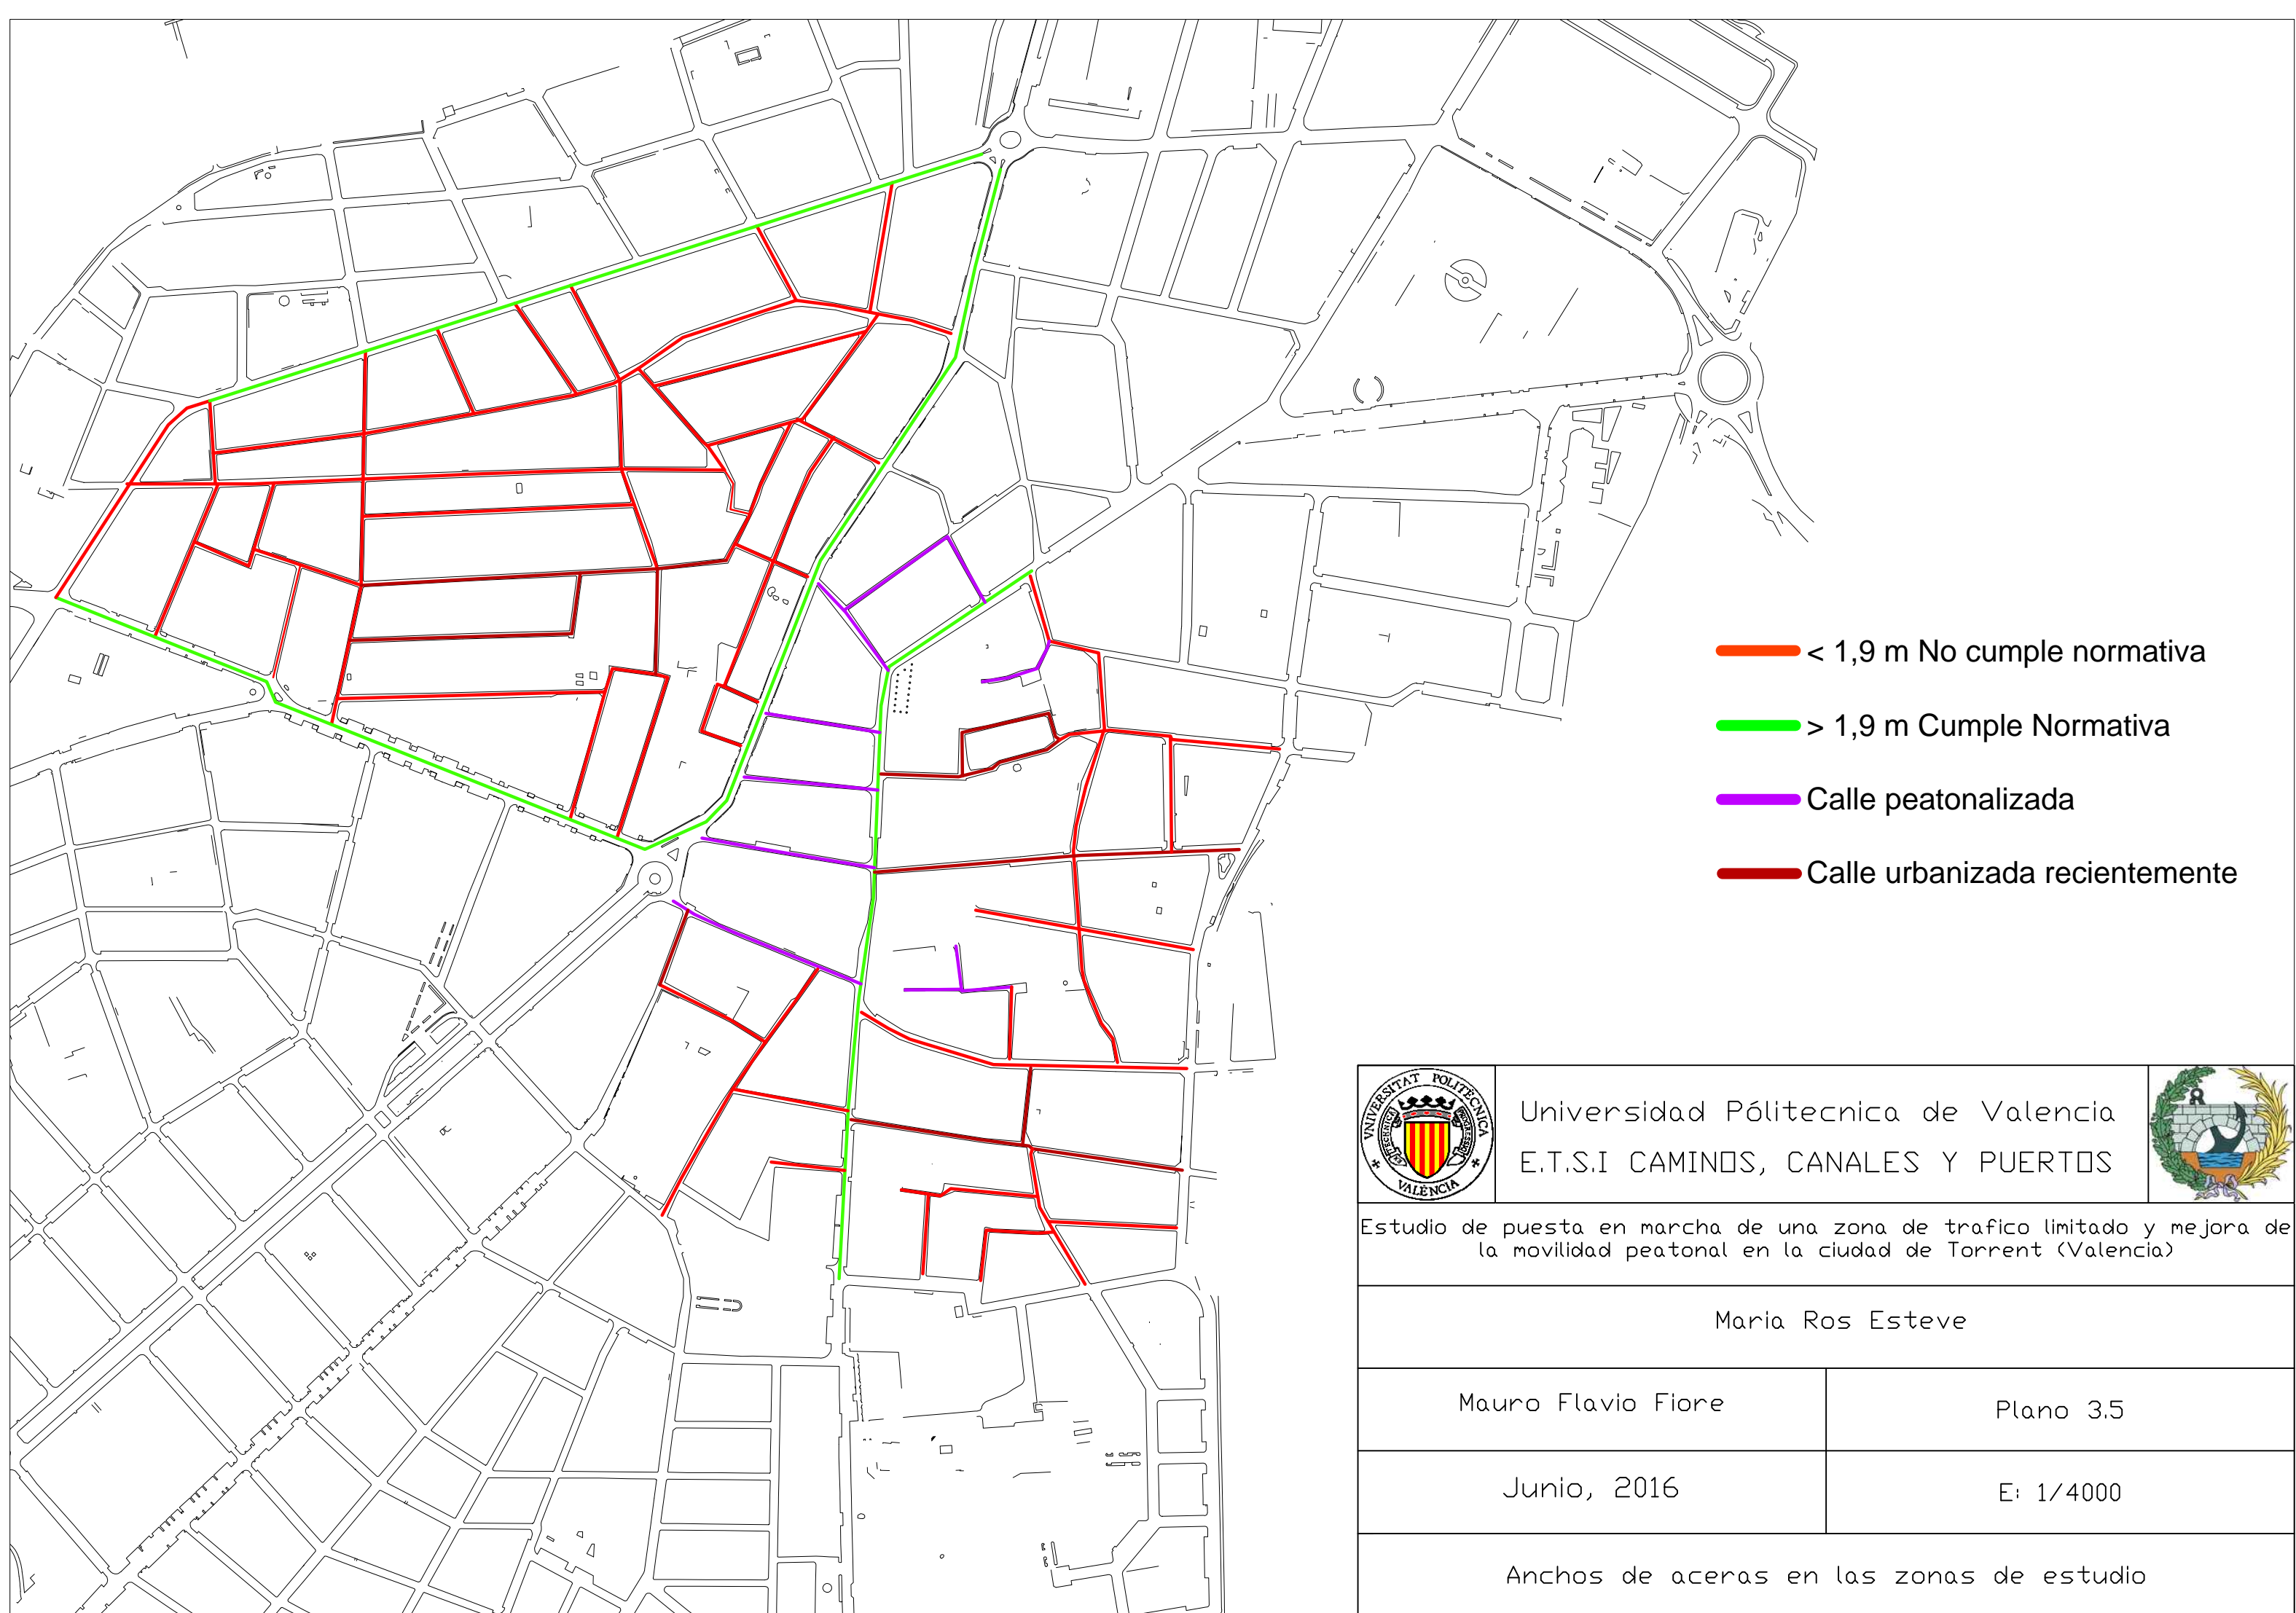 < 1,9 m No cumple normativa
> 1,9 m Cumple Normativa
Calle peatonalizada
Calle urbanizada recientemente
VNIVERSITAT POLITÈCNICA
VALÈNCIA
Universidad Pólitecnica de Valencia
E.T.S.I CAMINOS, CANALES Y PUERTOS
Estudio de puesta en marcha de una zona de trafico limitado y mejora de
la movilidad peatonal en la ciudad de Torrent (Valencia)
Maria Ros Esteve
Mauro Flavio Fiore
Plano 3.5
Junio, 2016
E: 1/4000
Anchos de aceras en las zonas de estudio